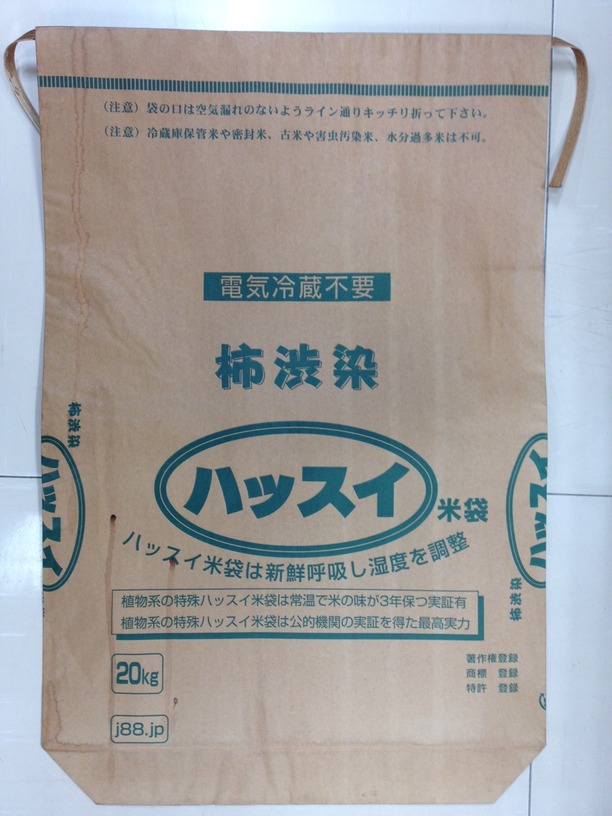 （注意）袋の口は空気漏れのないようライン通りキッチリ折って下さい。
（注意）冷蔵庫保管米や密封米、古米や害虫汚染米、水分過多米は不可。
電気冷蔵不要
柿渋染
ハッスイ
米袋
ハッスイ米袋は新鮮呼吸し湿度を調整
植物系の特殊ハッスイ米袋は常温で米の味が3年保つ実証有
植物系の特殊ハッスイ米袋は公的機関の実証を得た最高実力
20kg
j88.jp
著作権登録
商標 登録
特許 登録
柿渋染
ハッスイ
ハッスイ
柿渋染